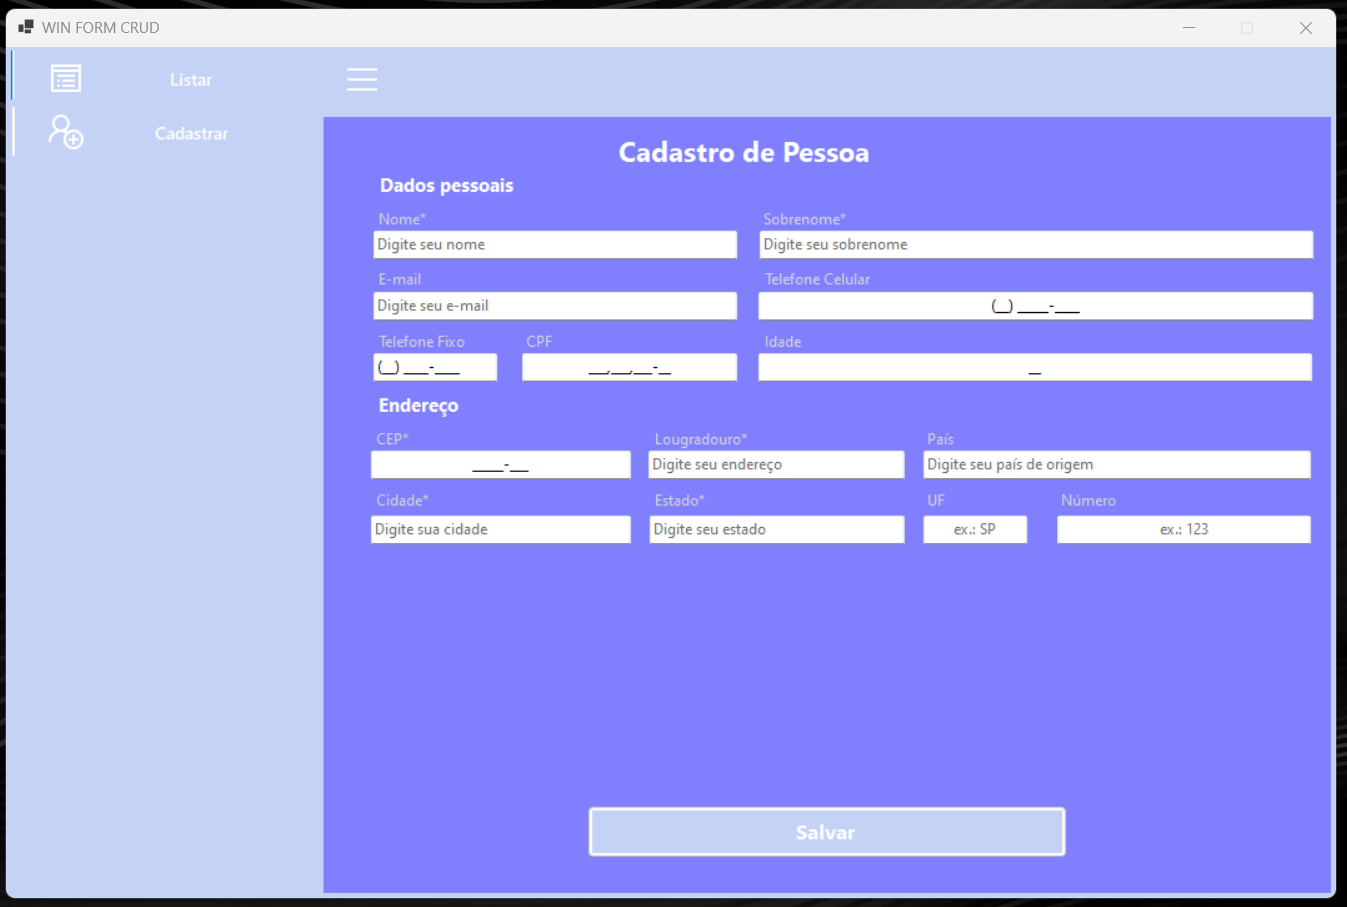 WIN FORM CRUD
Listar
Cadastrar
Cadastro de Pessoa
Dados pessoais
Nome* Sobrenome*
Digite seu nome Digite seu sobrenome
E-mail Telefone Celular
Digite seu e-mail (__) _____-____
Telefone Fixo CPF Idade
(__) ____-____ ___,___,___-__ __
Endereço
CEP* Lougradouro* País
_____-___ Digite seu endereço Digite seu país de origem
Cidade* Estado* UF Número
Digite sua cidade Digite seu estado ex.: SP ex.: 123
Salvar